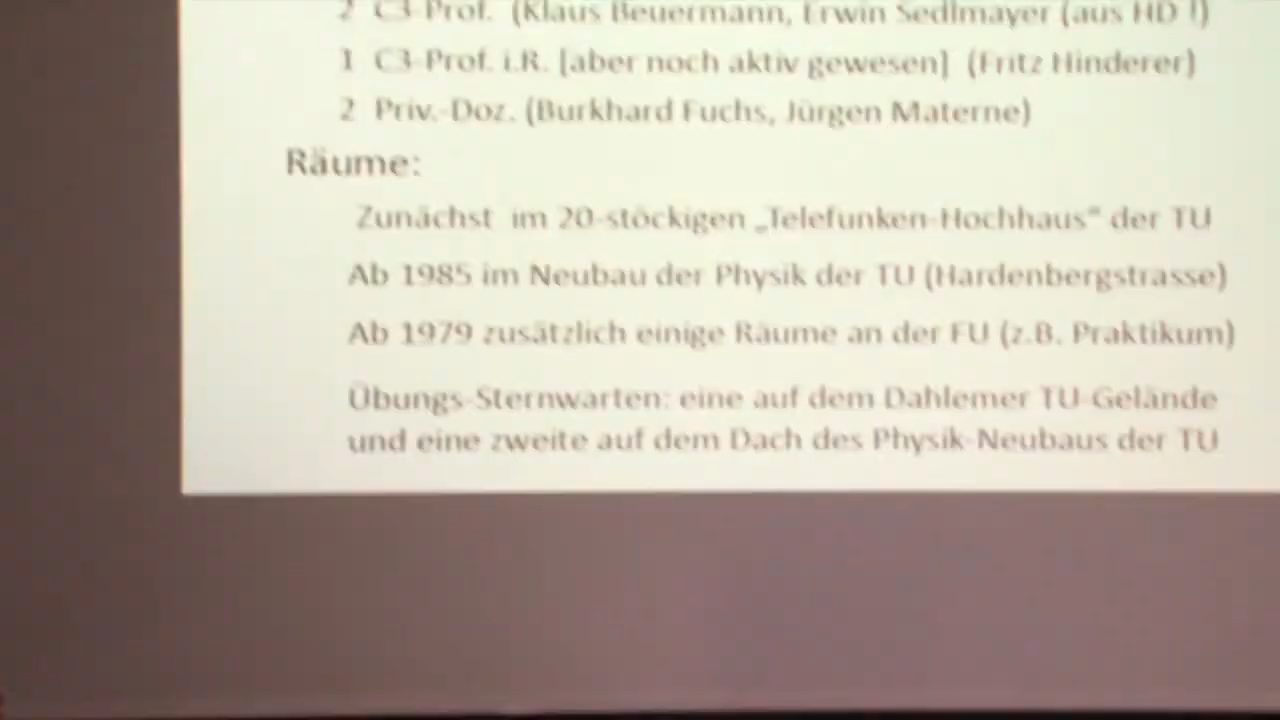 2 C3-Prof. (Klaus Beuermann, Erwin Sedlmayer (aus HD !)
1 C3-Prof. i.R. [aber noch aktiv gewesen] (Fritz Hinderer)
2 Priv.-Doz. (Burkhard Fuchs, Jürgen Materne)
Räume:
Zunächst im 20-stöckigen „Telefunken-Hochhaus“ der TU
Ab 1985 im Neubau der Physik der TU (Hardenbergstrasse)
Ab 1979 zusätzlich einige Räume an der FU (z.B. Praktikum)
Übungs-Sternwarten: eine auf dem Dahlemer TU-Gelände
und eine zweite auf dem Dach des Physik-Neubaus der TU